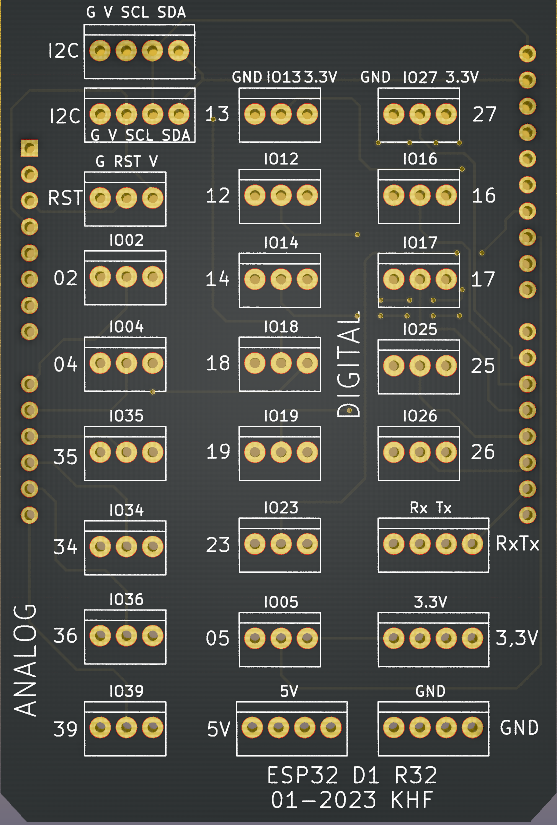 G V SCL SDA
I2C
I2C
G V SCL SDA
GND IO13 3.3V
13
GND IO27 3.3V
27
G RST V
RST
IO12
12
IO16
16
IO02
02
IO14
14
IO17
17
IO04
04
IO18
18
IO25
25
DIGITAL
IO35
35
IO19
19
IO26
26
IO34
34
IO23
23
Rx Tx
RxTx
ANALOG
IO36
36
IO05
05
3.3V
3,3V
IO39
39
5V
5V
GND
GND
ESP32 D1 R32
01-2023 KHF